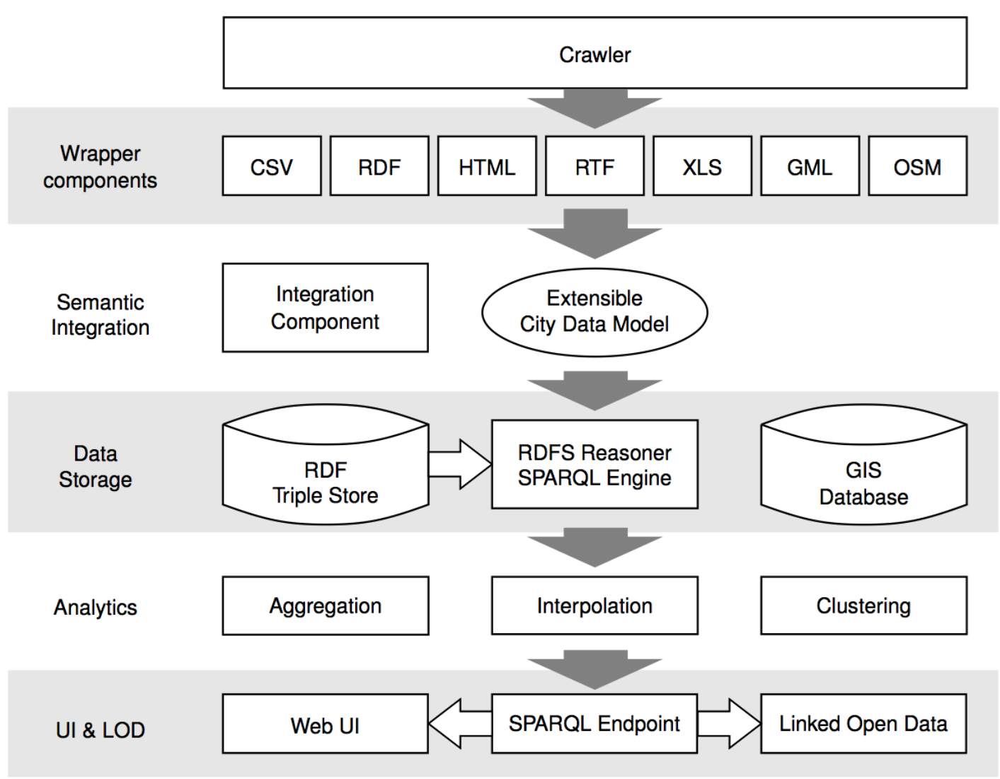 Crawler
Wrapper
components
CSV
RDF
HTML
RTF
XLS
GML
OSM
Semantic
Integration
Integration
Component
Extensible
City Data Model
Data
Storage
RDF
Triple Store
RDFS Reasoner
SPARQL Engine
GIS
Database
Analytics
Aggregation
Interpolation
Clustering
UI & LOD
Web UI
SPARQL Endpoint
Linked Open Data